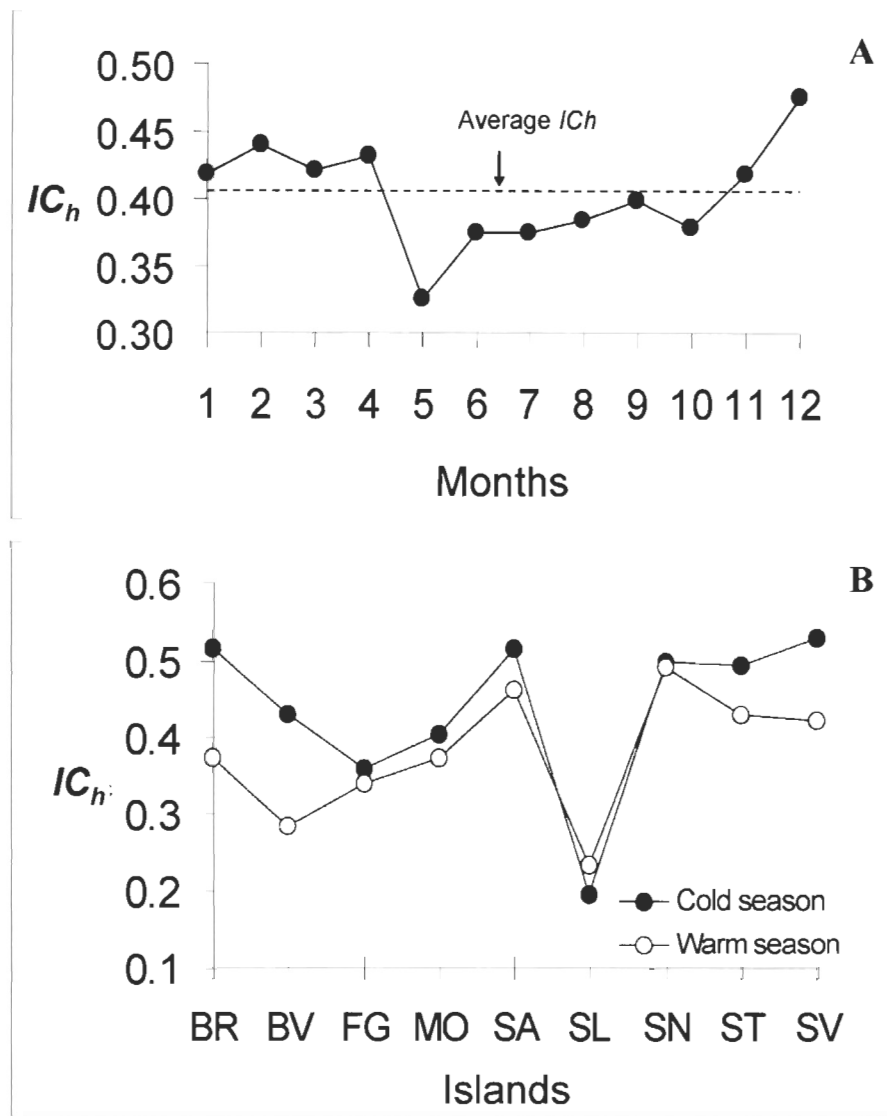 A
0.50
0.45
0.40
0.35
0.30
IC_h
Average ICh
1 2 3 4 5 6 7 8 9 10 11 12
Months
B
0.6
0.5
0.4
0.3
0.2
0.1
IC_h:
Cold season
Warm season
BR BV FG MO SA SL SN ST SV
Islands